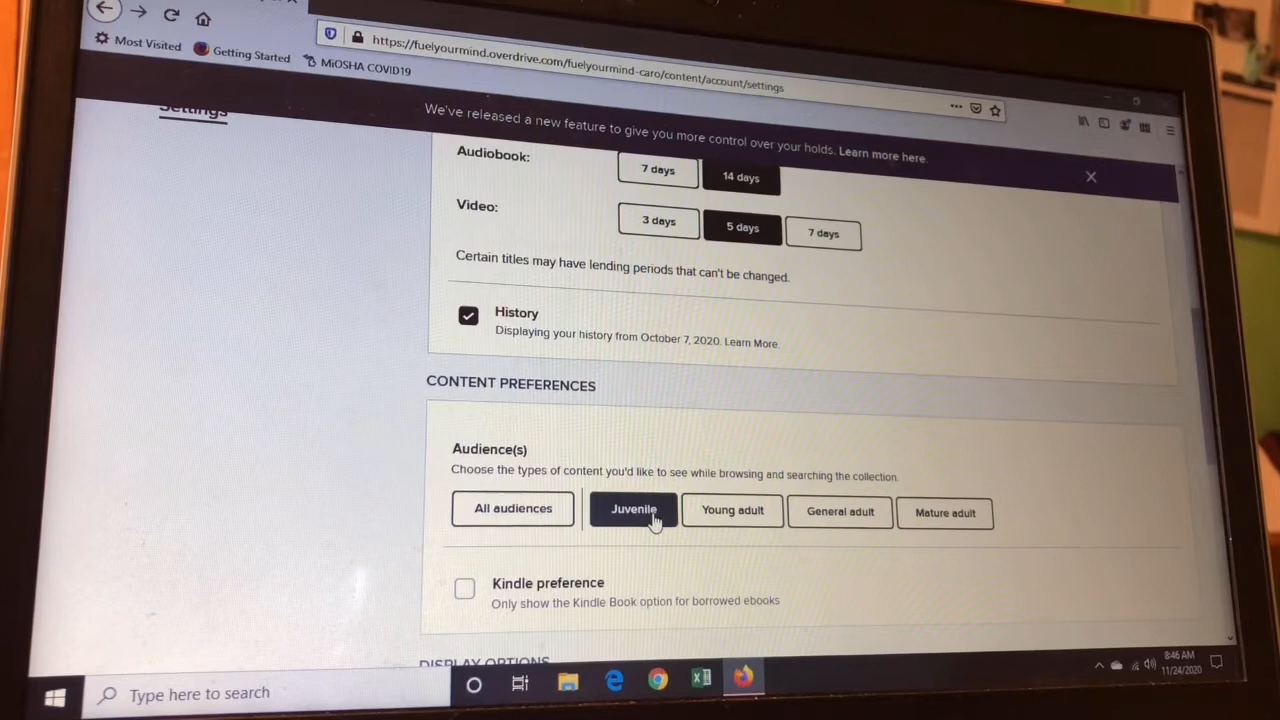 https://fuelyourmind.overdrive.com/fuelyourmind-caro/content/account/settings
Most Visited Getting Started MiOSHA COVID19
Settings
We've released a new feature to give you more control over your holds. Learn more here.
Audiobook: 7 days 14 days
Video: 3 days 5 days 7 days
Certain titles may have lending periods that can't be changed.
History
Displaying your history from October 7, 2020. Learn More.
CONTENT PREFERENCES
Audience(s)
Choose the types of content you'd like to see while browsing and searching the collection.
All audiences Juvenile Young adult General adult Mature adult
Kindle preference
Only show the Kindle Book option for borrowed ebooks
DISPLAY OPTIONS
Type here to search
8:46 AM
11/24/2020